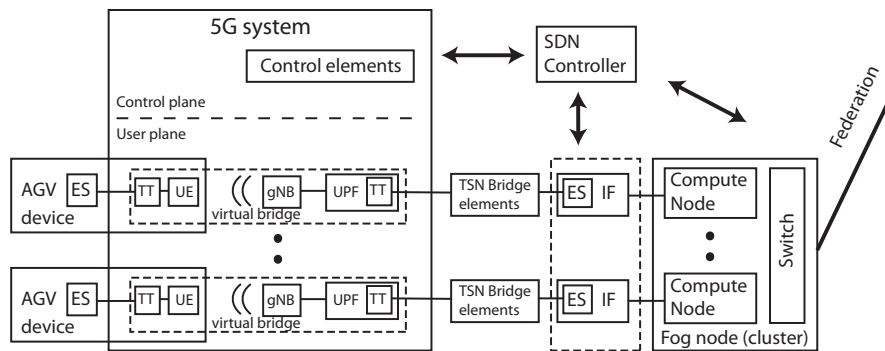 5G system
Control elements
SDN
Controller
Federation
Control plane
User plane
AGV
device
ES
TT
UE
gNB
UPF
TT
virtual bridge
TSN Bridge
elements
ES
IF
Compute
Node
Switch
AGV
device
ES
TT
UE
gNB
UPF
TT
virtual bridge
TSN Bridge
elements
ES
IF
Compute
Node
Fog node (cluster)